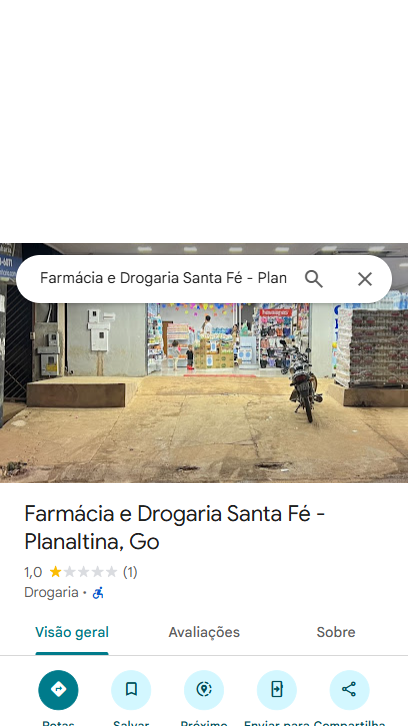 Farmácia e Drogaria Santa Fé - Plan
Farmácia e Drogaria Santa Fé -
Planaltina, Go
1,0 (1)
Drogaria ·
Visão geral Avaliações Sobre
Rotas Salvar Próximo Enviar para Compartilha